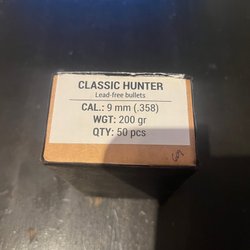 CLASSIC HUNTER
Lead-free bullets
CAL.: 9 mm (.358)
WGT: 200 gr
QTY: 50 pcs